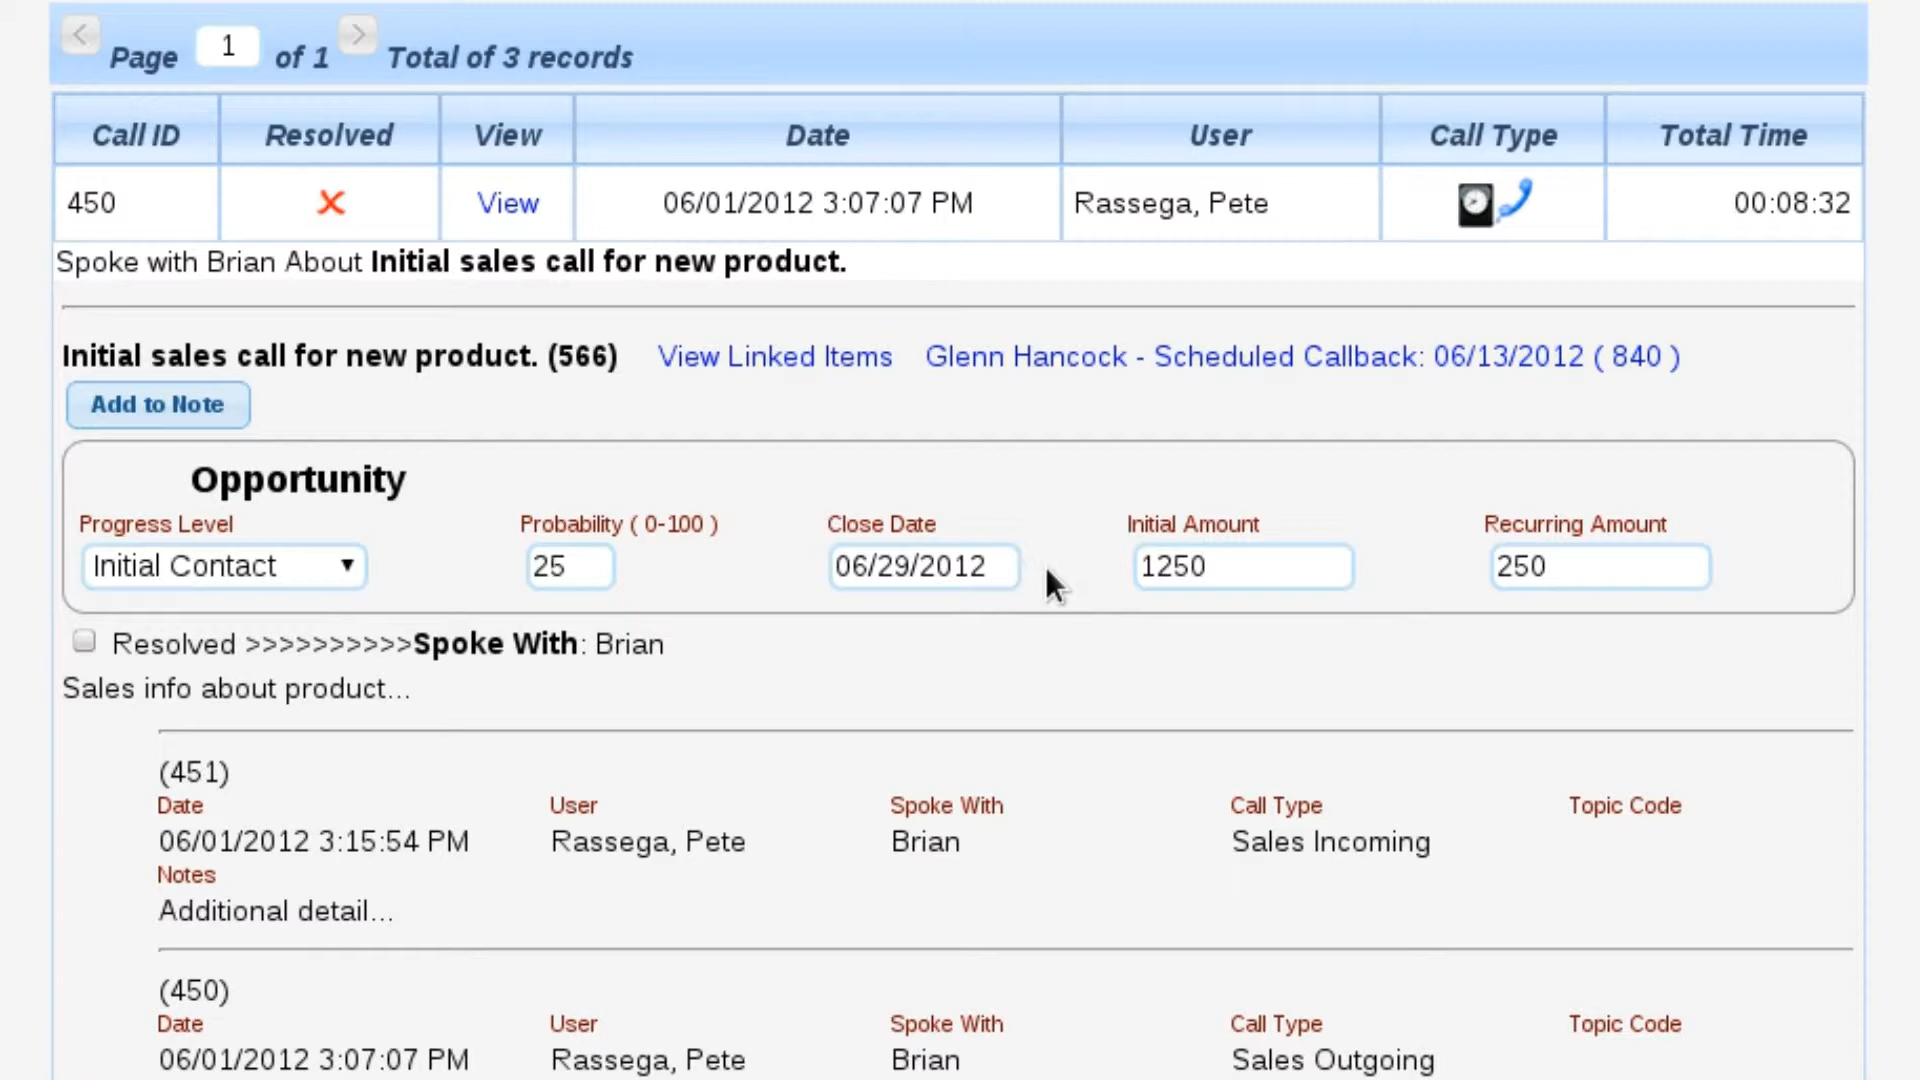 Page 1 of 1 Total of 3 records
Call ID Resolved View Date User Call Type Total Time
450 View 06/01/2012 3:07:07 PM Rassega, Pete 00:08:32
Spoke with Brian About Initial sales call for new product.
Initial sales call for new product. (566) View Linked Items Glenn Hancock - Scheduled Callback: 06/13/2012 ( 840 )
Add to Note
Opportunity
Progress Level Probability ( 0-100 ) Close Date Initial Amount Recurring Amount
Initial Contact 25 06/29/2012 1250 250
Resolved >>>>>>>>>>Spoke With: Brian
Sales info about product...
(451)
Date User Spoke With Call Type Topic Code
06/01/2012 3:15:54 PM Rassega, Pete Brian Sales Incoming
Notes
Additional detail...
(450)
Date User Spoke With Call Type Topic Code
06/01/2012 3:07:07 PM Rassega, Pete Brian Sales Outgoing